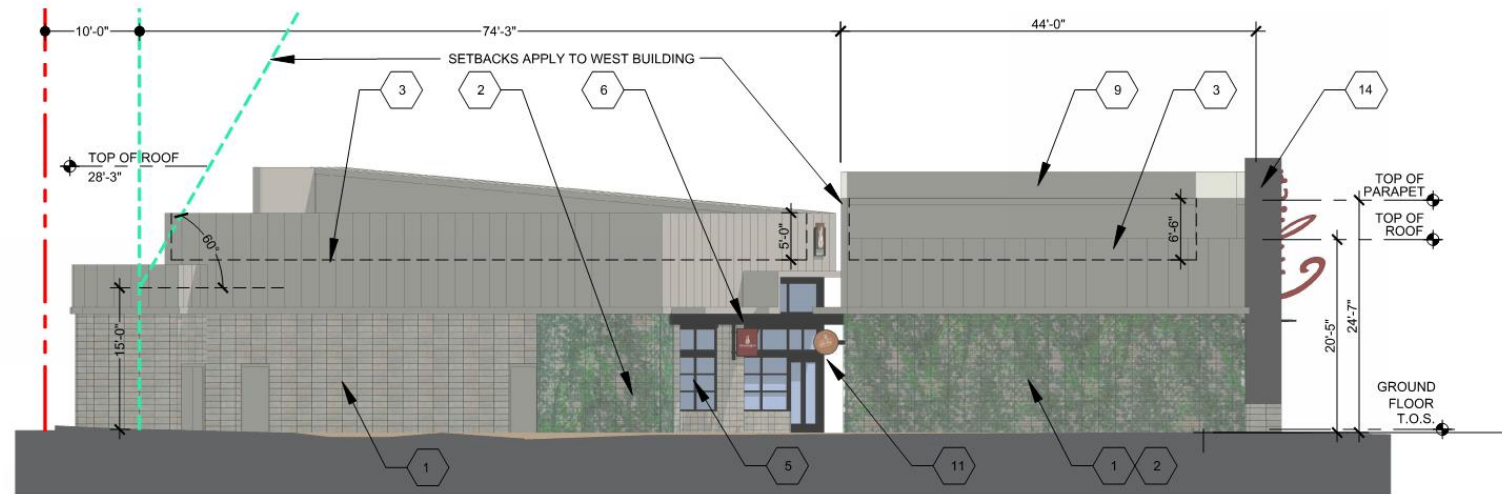 10'-0"
74'-3"
44'-0"
SETBACKS APPLY TO WEST BUILDING
3
2
6
9
3
14
TOP OF ROOF
28'-3"
TOP OF
PARAPET
TOP OF
ROOF
60°
5'-0"
6'-6"
15'-0"
20'-5"
24'-7"
GROUND
FLOOR
T.O.S.
1
5
11
1
2